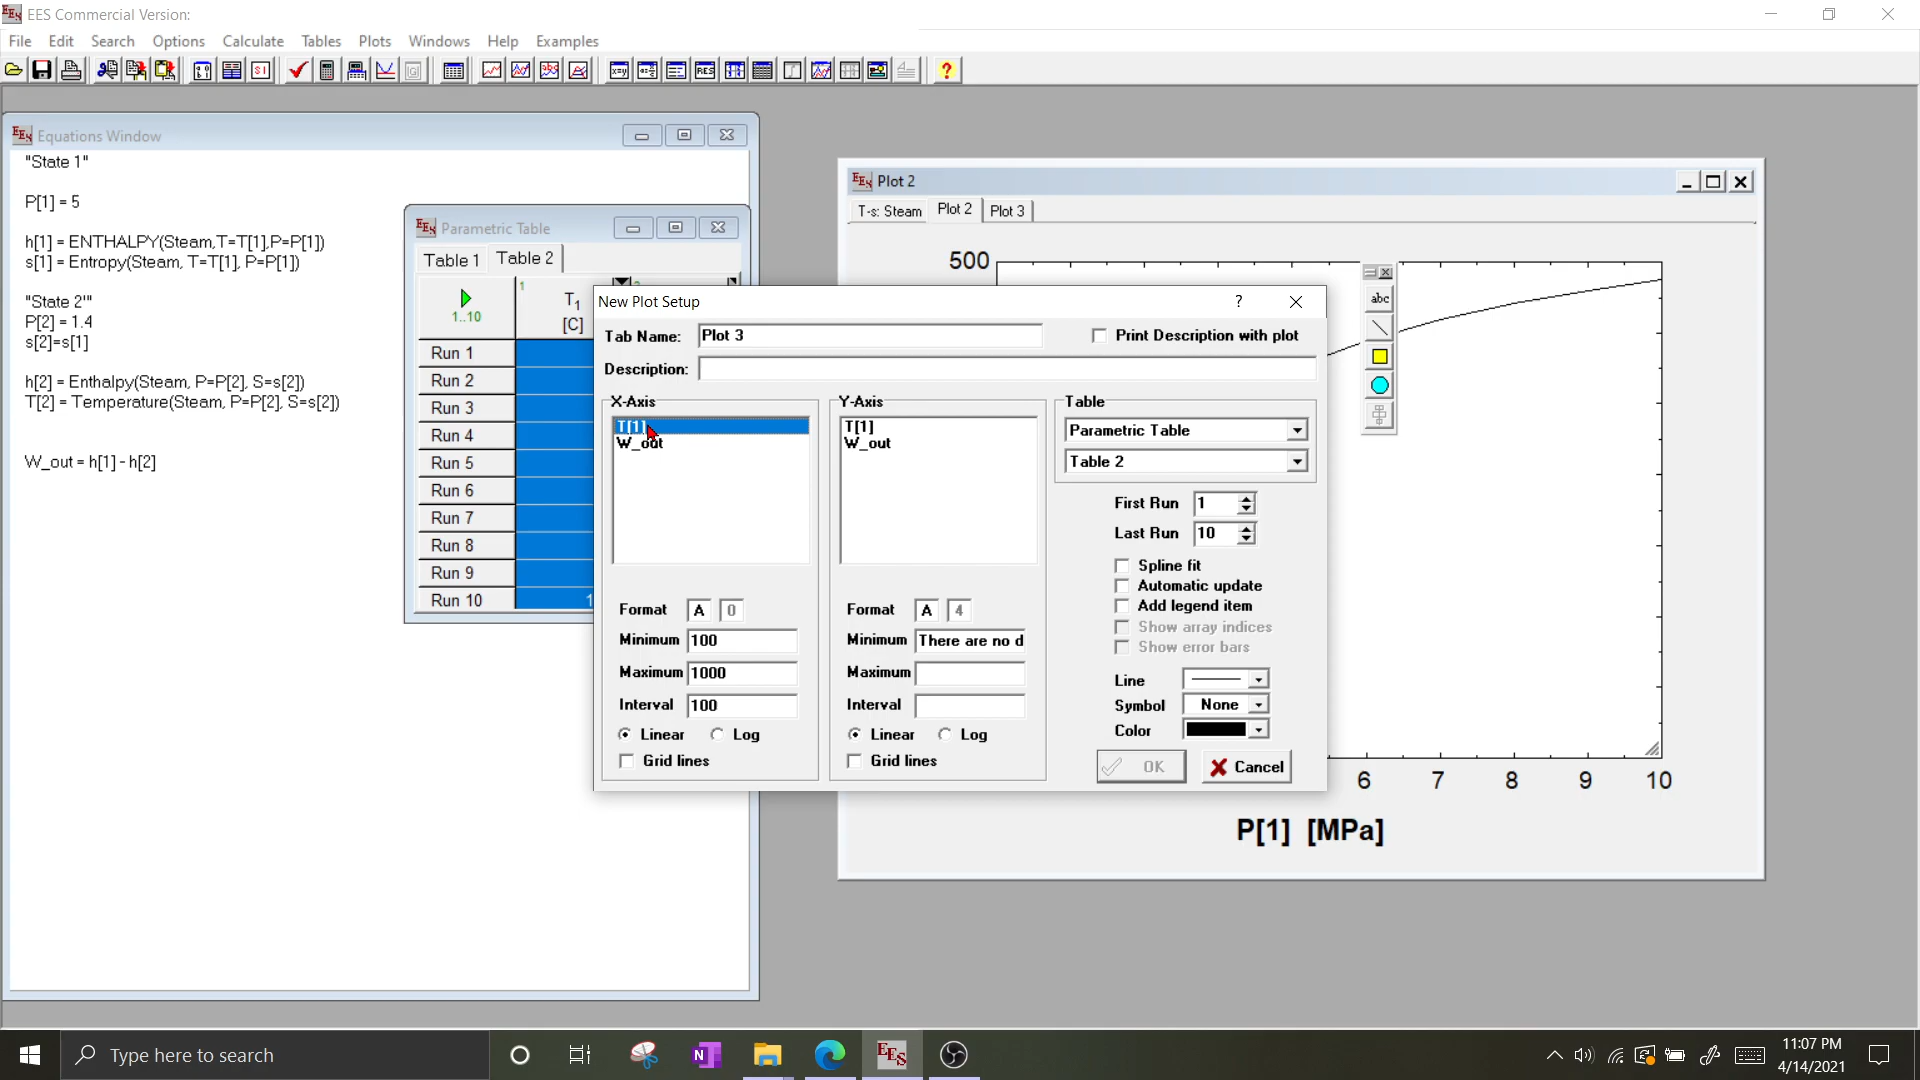 EES Commercial Version:
File Edit Search Options Calculate Tables Plots Windows Help Examples
Equations Window
"State 1"
P[1] = 5
h[1] = ENTHALPY(Steam,T=T[1],P=P[1])
s[1] = Entropy(Steam, T=T[1], P=P[1])
"State 2'"
P[2] = 1.4
s[2]=s[1]
h[2] = Enthalpy(Steam, P=P[2], S=s[2])
T[2] = Temperature(Steam, P=P[2], S=s[2])
W_out = h[1] - h[2]
Parametric Table
Table 1 Table 2
1..10
1
T1
[C]
Run 1
Run 2
Run 3
Run 4
Run 5
Run 6
Run 7
Run 8
Run 9
Run 10 1
New Plot Setup ?
Tab Name: Plot 3
Print Description with plot
Description:
X-Axis
T[1]
W_out
Format A 0
Minimum 100
Maximum 1000
Interval 100
Linear Log
Grid lines
Y-Axis
T[1]
W_out
Format A 4
Minimum There are no d
Maximum
Interval
Linear Log
Grid lines
Table
Parametric Table
Table 2
First Run 1
Last Run 10
Spline fit
Automatic update
Add legend item
Show array indices
Show error bars
Line
Symbol None
Color
OK Cancel
Plot 2
T-s: Steam Plot 2 Plot 3
500
abc
6 7 8 9 10
P[1] [MPa]
Type here to search
EES
11:07 PM
4/14/2021